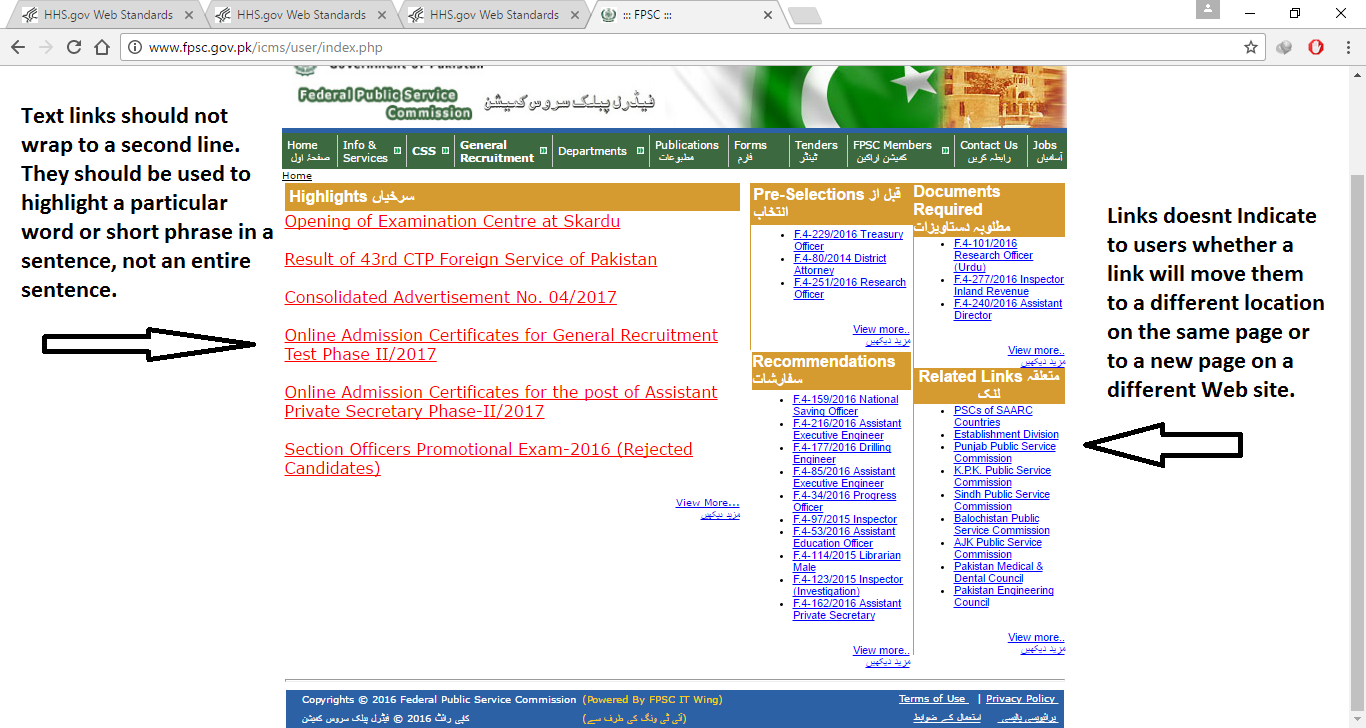 HHS.gov Web Standards
HHS.gov Web Standards
HHS.gov Web Standards
::: FPSC :::
www.fpsc.gov.pk/icms/user/index.php
Text links should not
wrap to a second line.
They should be used to
highlight a particular
word or short phrase in a
sentence, not an entire
sentence.
Government of Pakistan
Federal Public Service
Commission
فیڈرل پبلک سروس کمیشن
Home
صفحۂ اول
Info &
Services
CSS
General
Recruitment
Departments
Publications
مطبوعات
Forms
فارم
Tenders
ٹینڈر
FPSC Members
کمیشن اراکین
Contact Us
رابطہ کریں
Jobs
آسامیاں
Home
Highlights سرخیاں
Opening of Examination Centre at Skardu
Result of 43rd CTP Foreign Service of Pakistan
Consolidated Advertisement No. 04/2017
Online Admission Certificates for General Recruitment
Test Phase II/2017
Online Admission Certificates for the post of Assistant
Private Secretary Phase-II/2017
Section Officers Promotional Exam-2016 (Rejected
Candidates)
View More...
مزید دیکھیں
Pre-Selections قبل از
انتخاب
F.4-229/2016 Treasury
Officer
F.4-80/2014 District
Attorney
F.4-251/2016 Research
Officer
View more..
مزید دیکھیں
Recommendations
سفارشات
F.4-159/2016 National
Saving Officer
F.4-216/2016 Assistant
Executive Engineer
F.4-177/2016 Drilling
Engineer
F.4-85/2016 Assistant
Executive Engineer
F.4-34/2016 Progress
Officer
F.4-97/2015 Inspector
F.4-53/2016 Assistant
Education Officer
F.4-114/2015 Librarian
Male
F.4-123/2015 Inspector
(Investigation)
F.4-162/2016 Assistant
Private Secretary
View more..
مزید دیکھیں
Documents
Required
مطلوبہ دستاویزات
F.4-101/2016
Research Officer
(Urdu)
F.4-277/2016 Inspector
Inland Revenue
F.4-240/2016 Assistant
Director
View more..
مزید دیکھیں
Related Links متعلقہ
لنک
PSCs of SAARC
Countries
Establishment Division
Punjab Public Service
Commission
K.P.K. Public Service
Commission
Sindh Public Service
Commission
Balochistan Public
Service Commission
AJK Public Service
Commission
Pakistan Medical &
Dental Council
Pakistan Engineering
Council
View more..
مزید دیکھیں
Links doesnt Indicate
to users whether a
link will move them
to a different location
on the same page or
to a new page on a
different Web site.
Copyrights © 2016 Federal Public Service Commission (Powered By FPSC IT Wing)
Terms of Use | Privacy Policy
کاپی رائٹ 2016 © فیڈرل پبلک سروس کمیشن (آئی ٹی ونگ کی طرف سے)
استعمال کے ضوابط پرائیویسی پالیسی